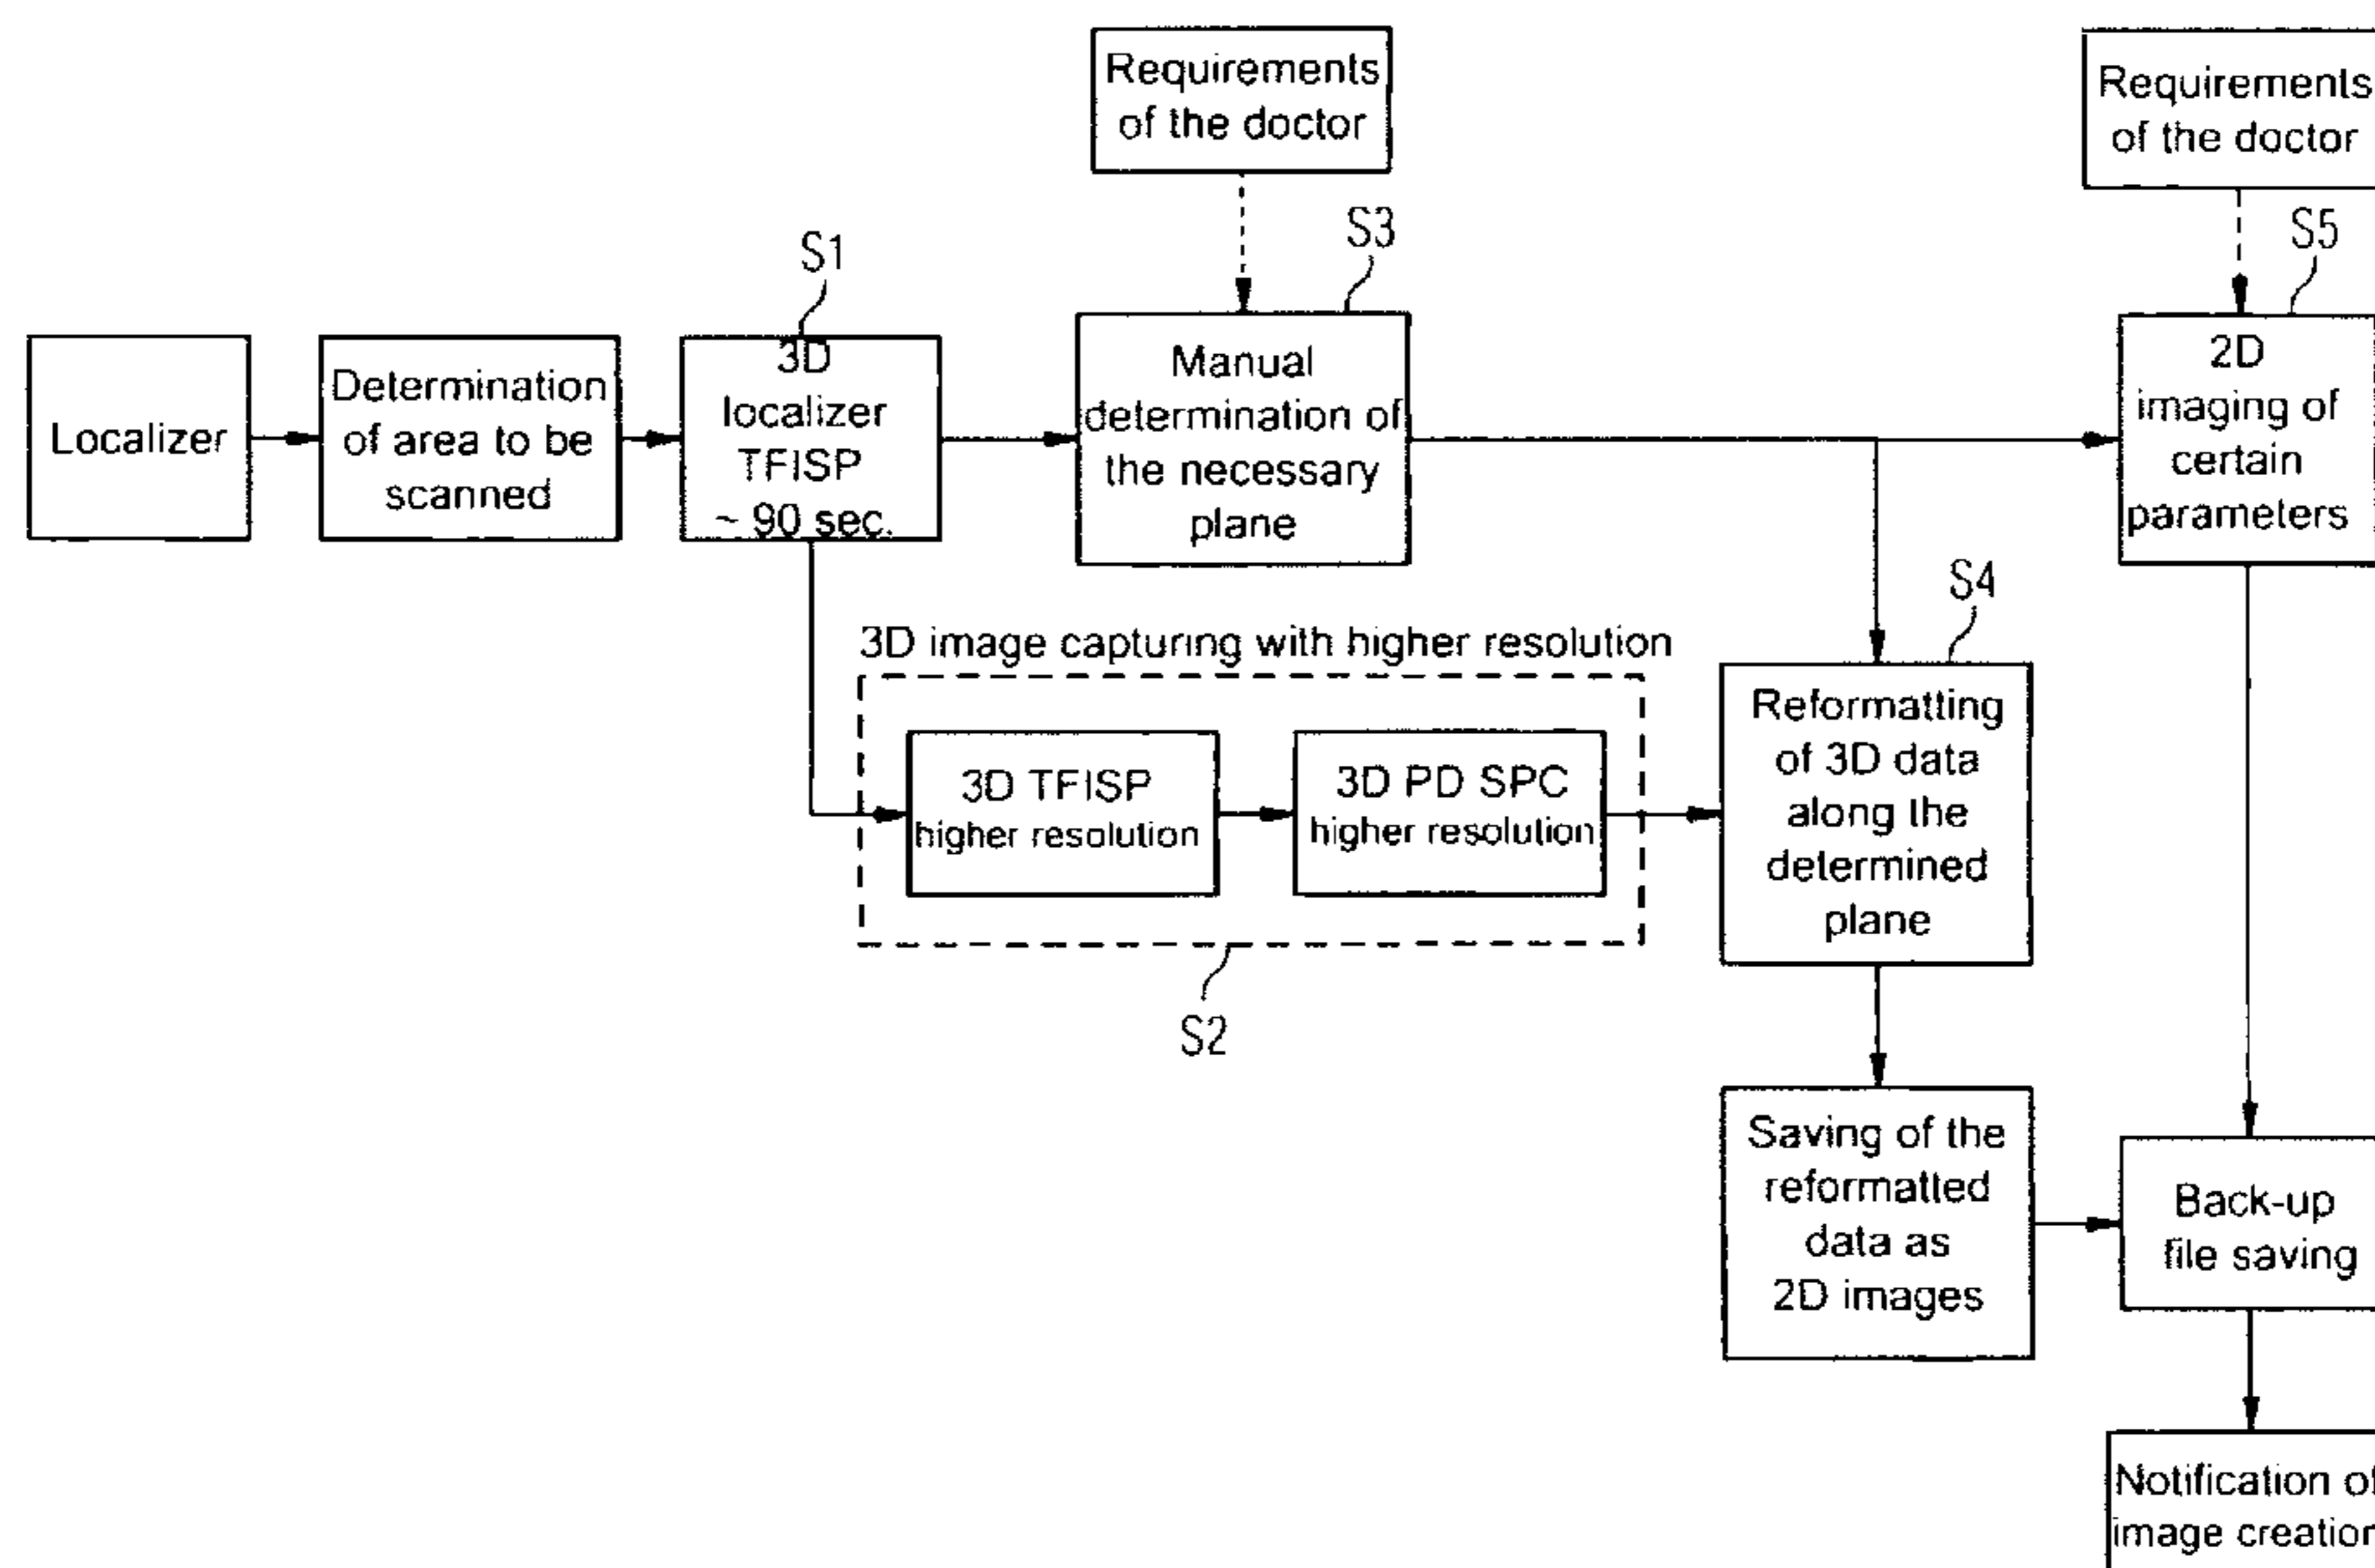 Requirements
of the doctor
Requirements
of the doctor
S1
S3
S5
Localizer
Determination
of area to be
scanned
3D
localizer
TFISP
~ 90 sec.
Manual
determination of
the necessary
plane
2D
imaging of
certain
parameters
S4
3D image capturing with higher resolution
3D TFISP
higher resolution
3D PD SPC
higher resolution
Reformatting
of 3D data
along the
determined
plane
S2
Saving of the
reformatted
data as
2D images
Back-up
file saving
Notification of
image creation